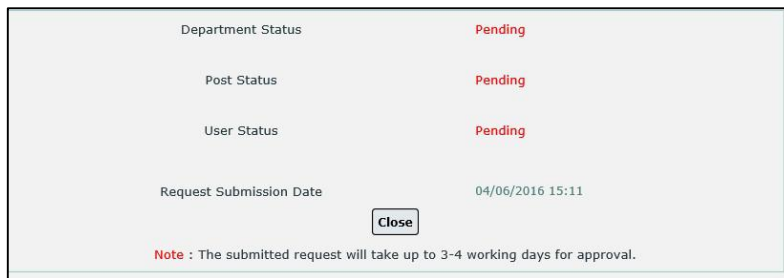 Department Status Pending
Post Status Pending
User Status Pending
Request Submission Date 04/06/2016 15:11
Close
Note : The submitted request will take up to 3-4 working days for approval.